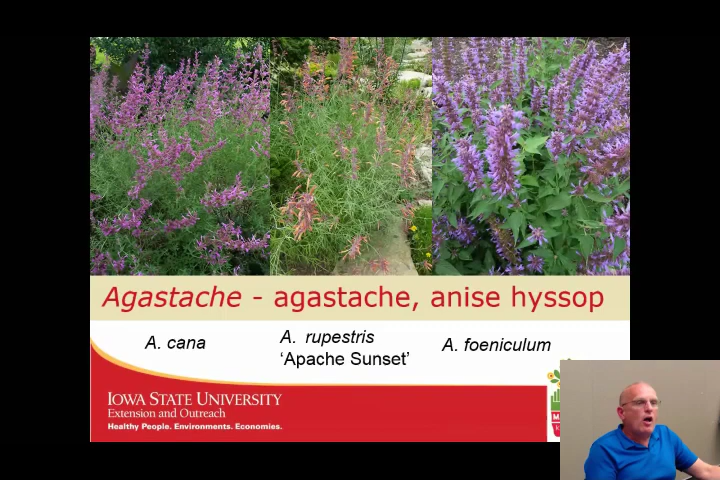 Agastache - agastache, anise hyssop
A. cana
A. rupestris
‘Apache Sunset’
A. foeniculum
IOWA STATE UNIVERSITY
Extension and Outreach
Healthy People. Environments. Economies.